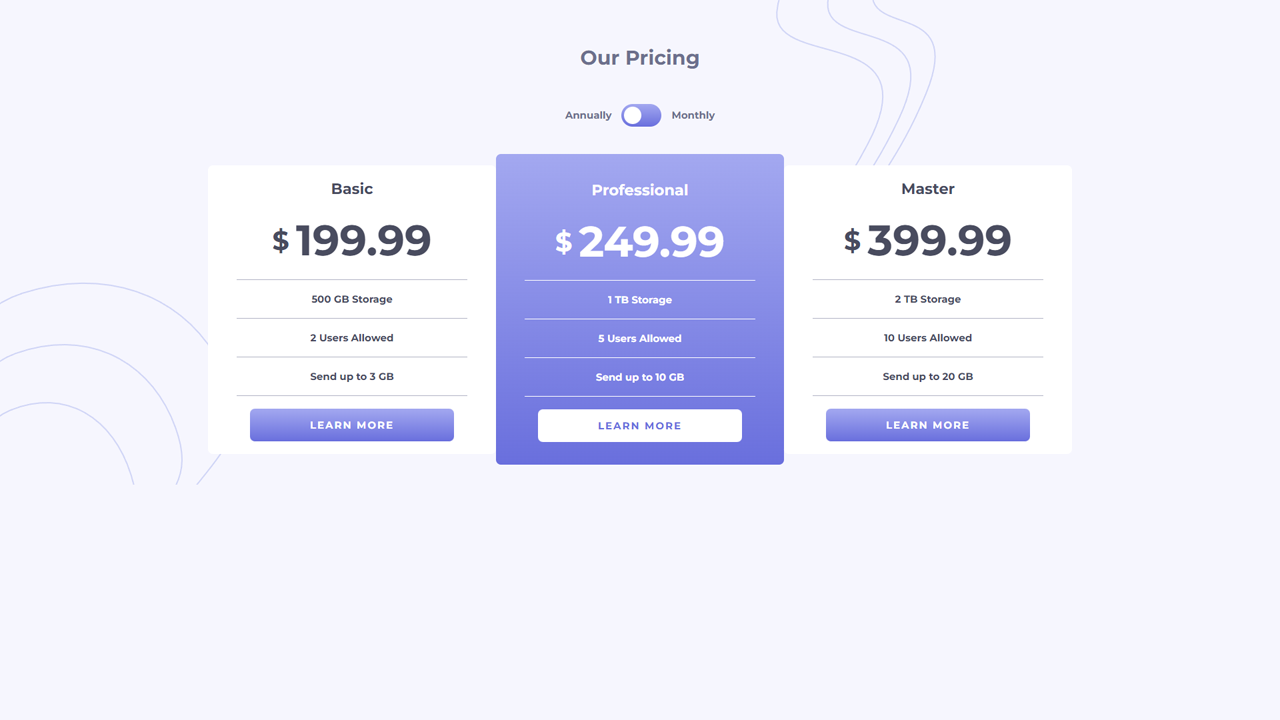 Our Pricing
Annually Monthly
Basic
$ 199.99
500 GB Storage
2 Users Allowed
Send up to 3 GB
LEARN MORE
Professional
$ 249.99
1 TB Storage
5 Users Allowed
Send up to 10 GB
LEARN MORE
Master
$ 399.99
2 TB Storage
10 Users Allowed
Send up to 20 GB
LEARN MORE